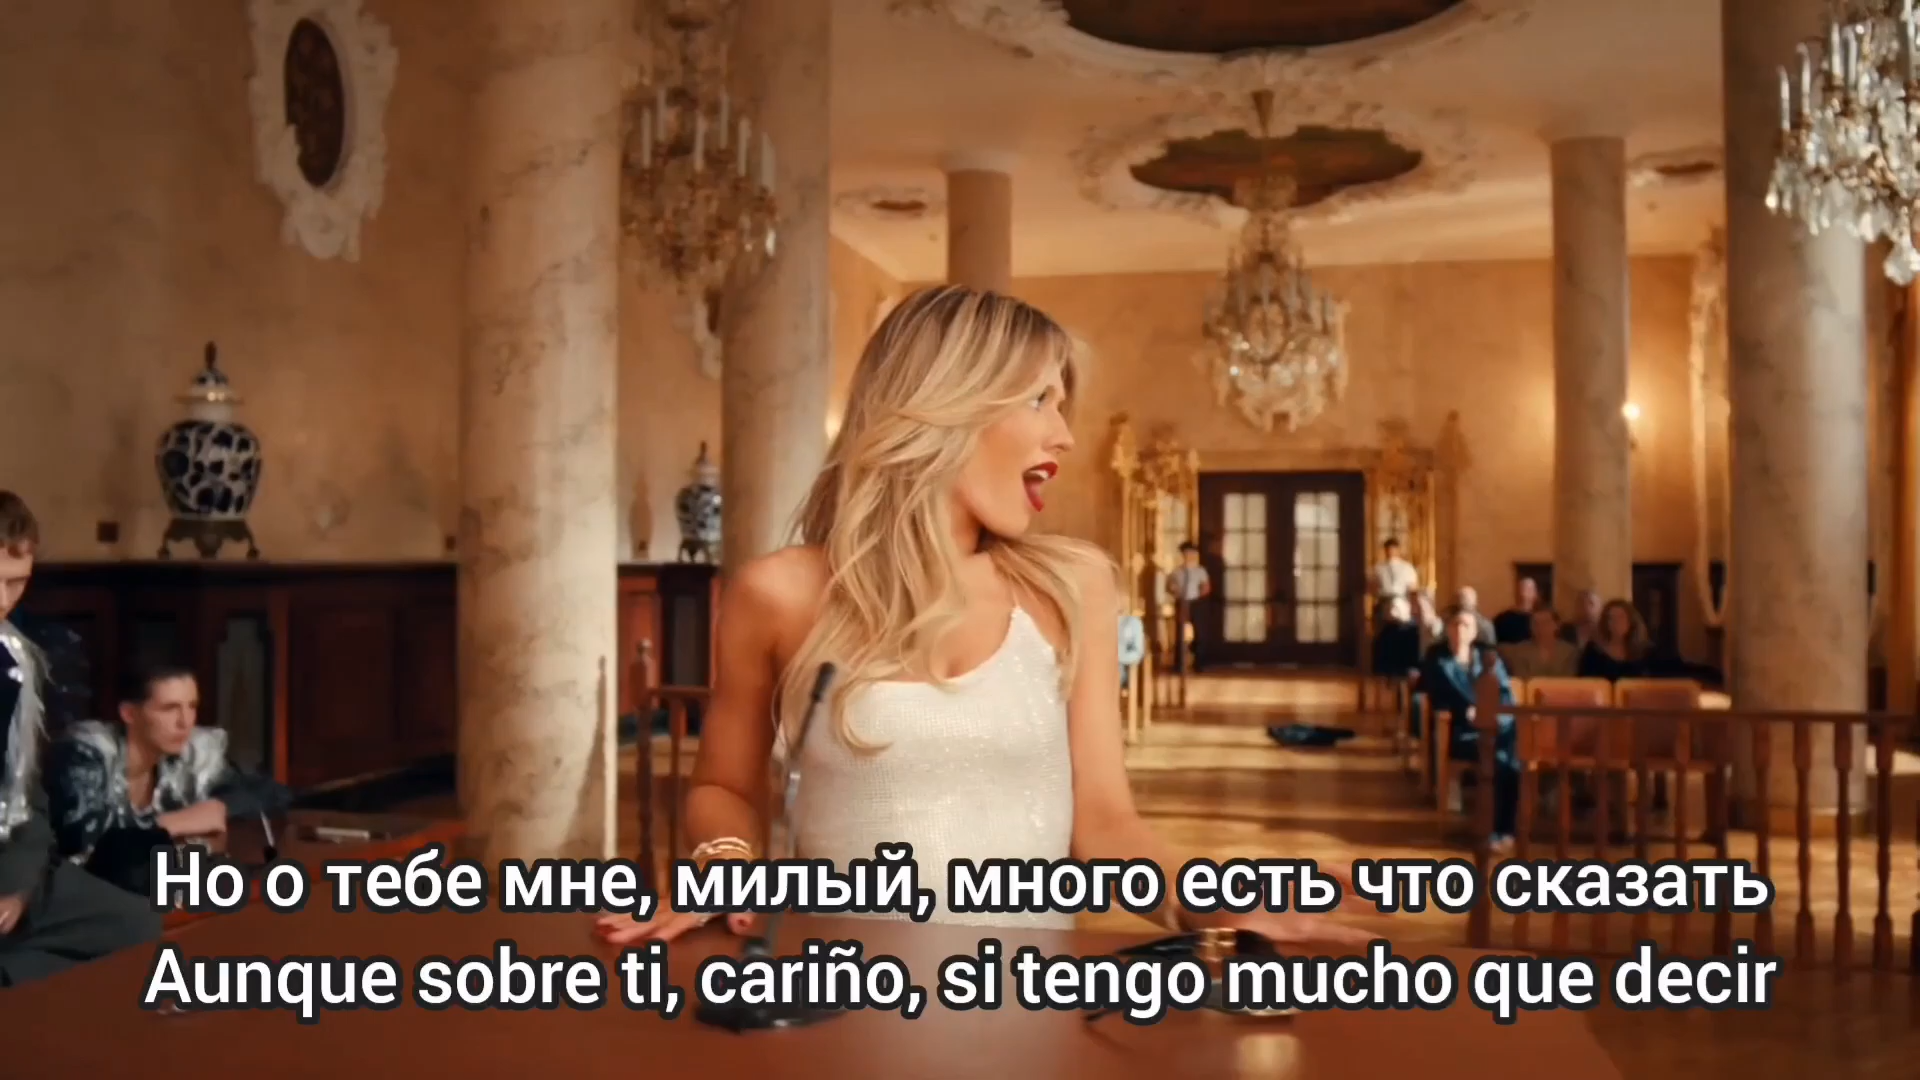 Но о тебе мне, милый, много есть что сказать
Aunque sobre ti, cariño, si tengo mucho que decir